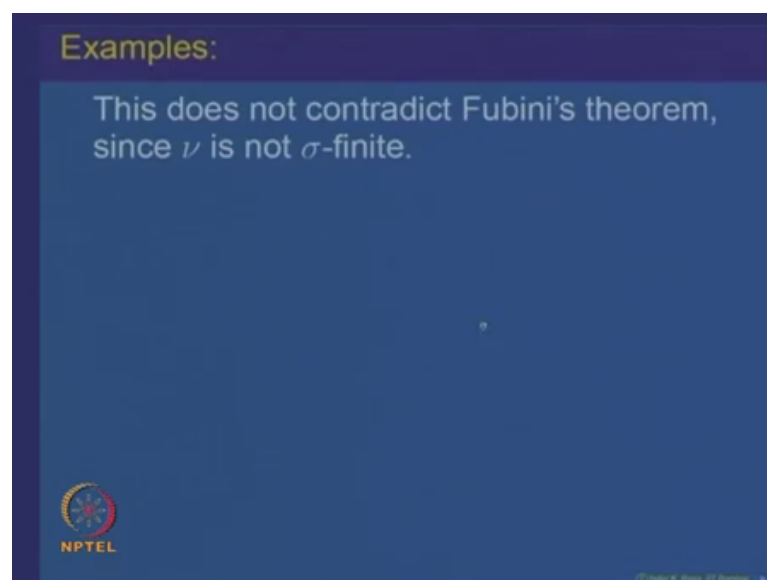 Examples:
This does not contradict Fubini's theorem,
since ν is not σ-finite.
NPTEL